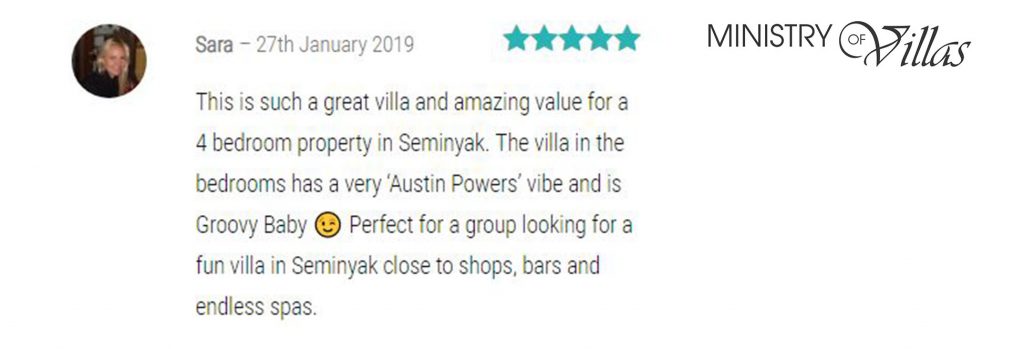 Sara – 27th January 2019
MINISTRY OF Villas
This is such a great villa and amazing value for a
4 bedroom property in Seminyak. The villa in the
bedrooms has a very ‘Austin Powers’ vibe and is
Groovy Baby 😉 Perfect for a group looking for a
fun villa in Seminyak close to shops, bars and
endless spas.